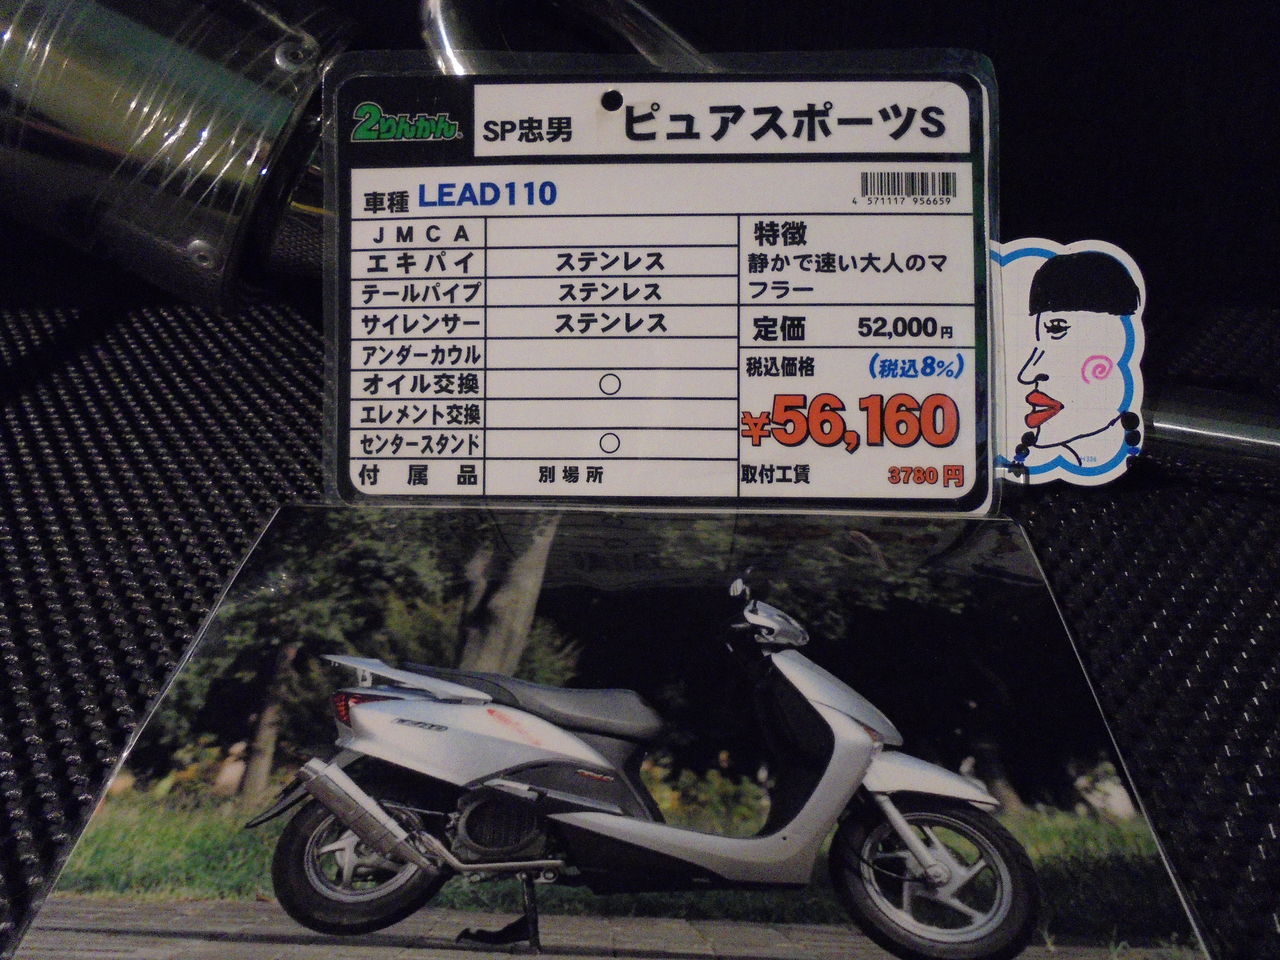 2りんかん
SP忠男 ピュアスポーツS
車種 LEAD110
4 571117 956659
JMCA
エキパイ ステンレス
テールパイプ ステンレス
サイレンサー ステンレス
アンダーカウル
オイル交換 ○
エレメント交換
センタースタンド ○
付属品 別場所
特徴
静かで速い大人のマ
フラー
定価 52,000円
税込価格 (税込8%)
¥56,160
取付工賃 3780円